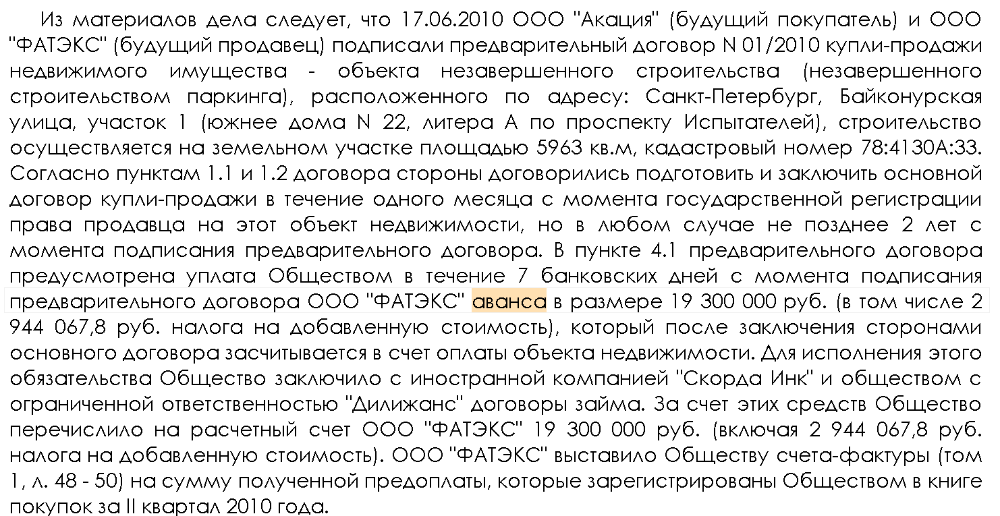 Из материалов дела следует, что 17.06.2010 ООО "Акация" (будущий покупатель) и ООО
"ФАТЭКС" (будущий продавец) подписали предварительный договор N 01/2010 купли-продажи
недвижимого имущества - объекта незавершенного строительства (незавершенного
строительством паркинга), расположенного по адресу: Санкт-Петербург, Байконурская
улица, участок 1 (южнее дома N 22, литера А по проспекту Испытателей), строительство
осуществляется на земельном участке площадью 5963 кв.м, кадастровый номер 78:4130А:33.
Согласно пунктам 1.1 и 1.2 договора стороны договорились подготовить и заключить основной
договор купли-продажи в течение одного месяца с момента государственной регистрации
права продавца на этот объект недвижимости, но в любом случае не позднее 2 лет с
момента подписания предварительного договора. В пункте 4.1 предварительного договора
предусмотрена уплата Обществом в течение 7 банковских дней с момента подписания
предварительного договора ООО "ФАТЭКС" аванса в размере 19 300 000 руб. (в том числе 2
944 067,8 руб. налога на добавленную стоимость), который после заключения сторонами
основного договора засчитывается в счет оплаты объекта недвижимости. Для исполнения этого
обязательства Общество заключило с иностранной компанией "Скорда Инк" и обществом с
ограниченной ответственностью "Дилижанс" договоры займа. За счет этих средств Общество
перечислило на расчетный счет ООО "ФАТЭКС" 19 300 000 руб. (включая 2 944 067,8 руб.
налога на добавленную стоимость). ООО "ФАТЭКС" выставило Обществу счета-фактуры (том
1, л. 48 - 50) на сумму полученной предоплаты, которые зарегистрированы Обществом в книге
покупок за II квартал 2010 года.